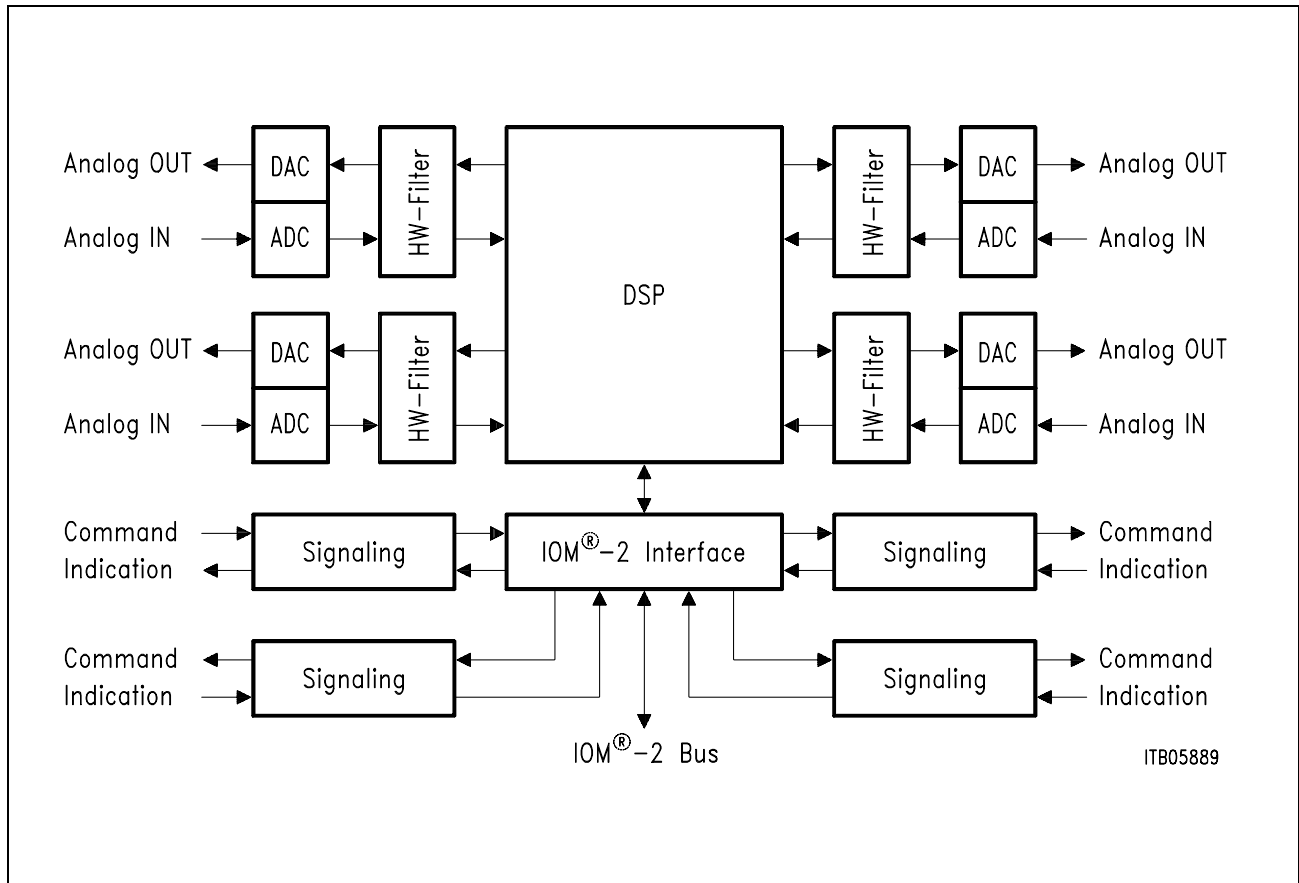 Analog OUT DAC HW-Filter HW-Filter DAC Analog OUT
Analog IN ADC ADC Analog IN
DSP
Analog OUT DAC HW-Filter HW-Filter DAC Analog OUT
Analog IN ADC ADC Analog IN
Command Command
Signaling IOM®-2 Interface Signaling
Indication Indication
Command Command
Signaling Signaling
Indication Indication
IOM®-2 Bus
ITB05889